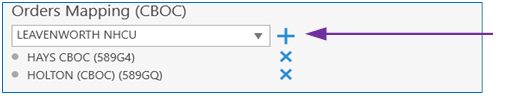 Orders Mapping (CBOC)
LEAVENWORTH NHCU
HAYS CBOC (589G4)
HOLTON (CBOC) (589GQ)